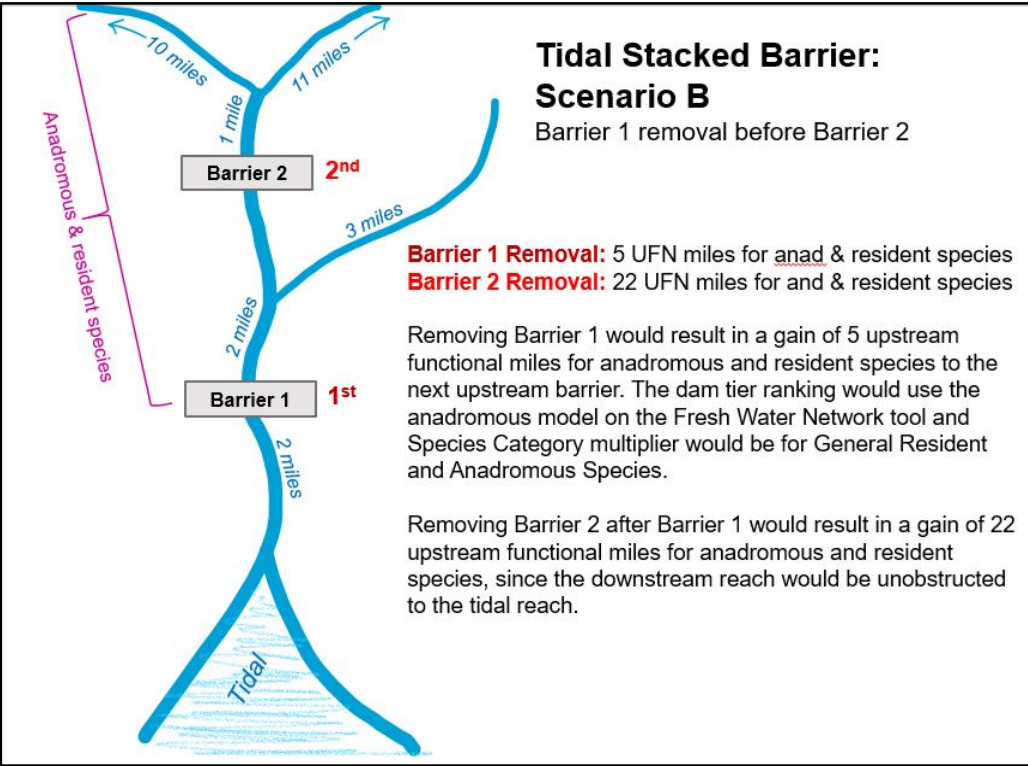 Tidal Stacked Barrier:
Scenario B
Barrier 1 removal before Barrier 2
10 miles
11 miles
1 mile
Barrier 2
2nd
3 miles
Anadromous & resident species
2 miles
Barrier 1
1st
2 miles
Tidal
Barrier 1 Removal: 5 UFN miles for anad & resident species
Barrier 2 Removal: 22 UFN miles for and & resident species
Removing Barrier 1 would result in a gain of 5 upstream
functional miles for anadromous and resident species to the
next upstream barrier. The dam tier ranking would use the
anadromous model on the Fresh Water Network tool and
Species Category multiplier would be for General Resident
and Anadromous Species.
Removing Barrier 2 after Barrier 1 would result in a gain of 22
upstream functional miles for anadromous and resident
species, since the downstream reach would be unobstructed
to the tidal reach.